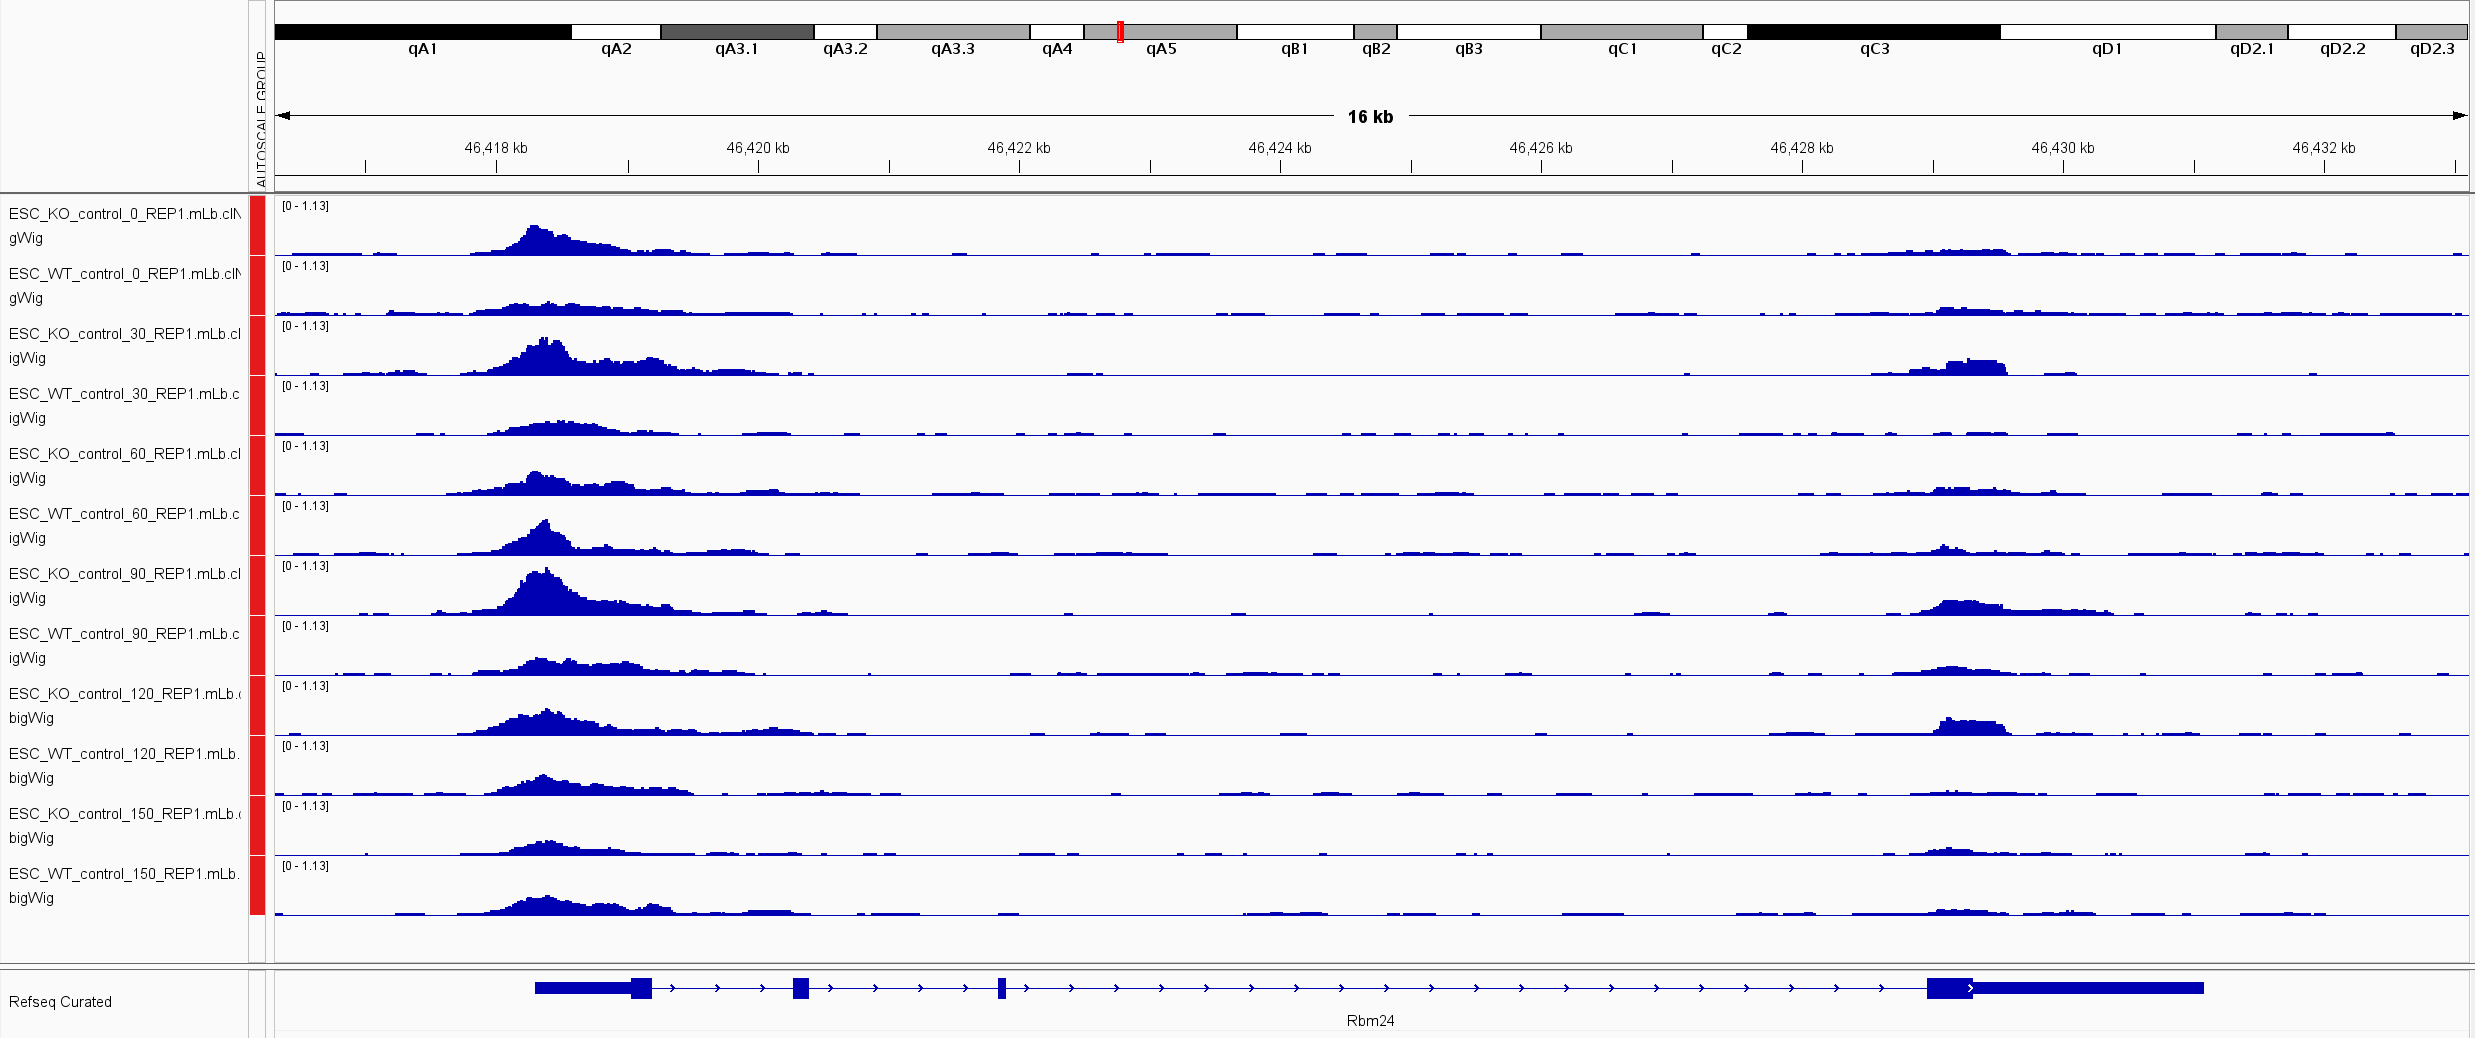 qA1 qA2 qA3.1 qA3.2 qA3.3 qA4 qA5 qB1 qB2 qB3 qC1 qC2 qC3 qD1 qD2.1 qD2.2 qD2.3
AUTOSCALE GROUP
16 kb
46,418 kb 46,420 kb 46,422 kb 46,424 kb 46,426 kb 46,428 kb 46,430 kb 46,432 kb
ESC_KO_control_0_REP1.mLb.clN
gWig
[0 - 1.13]
ESC_WT_control_0_REP1.mLb.clN
gWig
[0 - 1.13]
ESC_KO_control_30_REP1.mLb.cl
igWig
[0 - 1.13]
ESC_WT_control_30_REP1.mLb.c
igWig
[0 - 1.13]
ESC_KO_control_60_REP1.mLb.cl
igWig
[0 - 1.13]
ESC_WT_control_60_REP1.mLb.c
igWig
[0 - 1.13]
ESC_KO_control_90_REP1.mLb.cl
igWig
[0 - 1.13]
ESC_WT_control_90_REP1.mLb.c
igWig
[0 - 1.13]
ESC_KO_control_120_REP1.mLb.c
bigWig
[0 - 1.13]
ESC_WT_control_120_REP1.mLb.
bigWig
[0 - 1.13]
ESC_KO_control_150_REP1.mLb.c
bigWig
[0 - 1.13]
ESC_WT_control_150_REP1.mLb.
bigWig
[0 - 1.13]
Refseq Curated
Rbm24